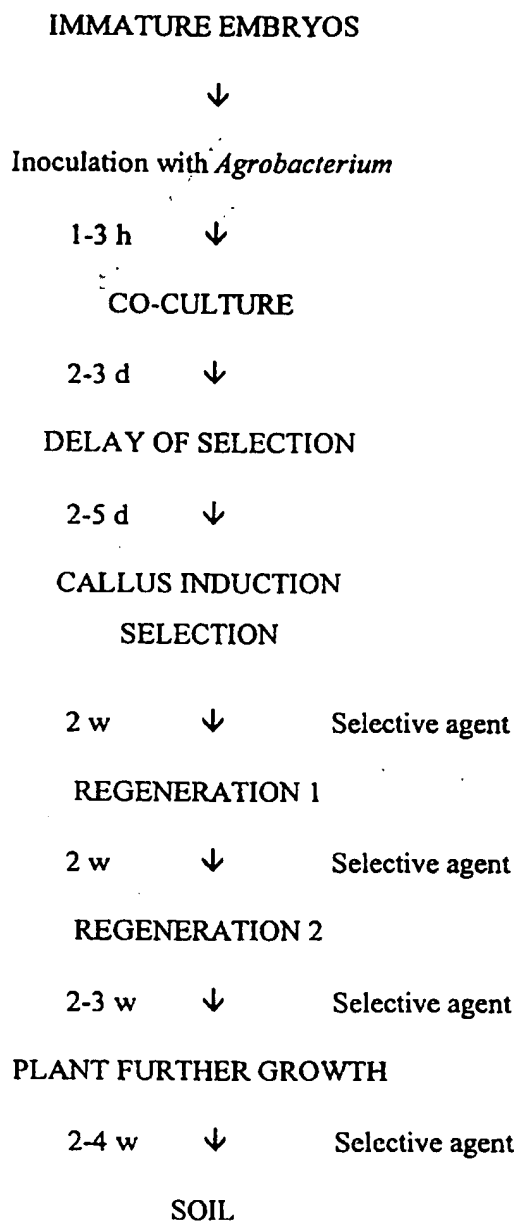 IMMATURE EMBRYOS
↓
Inoculation with Agrobacterium
1-3 h ↓
CO-CULTURE
2-3 d ↓
DELAY OF SELECTION
2-5 d ↓
CALLUS INDUCTION
SELECTION
2 w ↓ Selective agent
REGENERATION 1
2 w ↓ Selective agent
REGENERATION 2
2-3 w ↓ Selective agent
PLANT FURTHER GROWTH
2-4 w ↓ Selective agent
SOIL